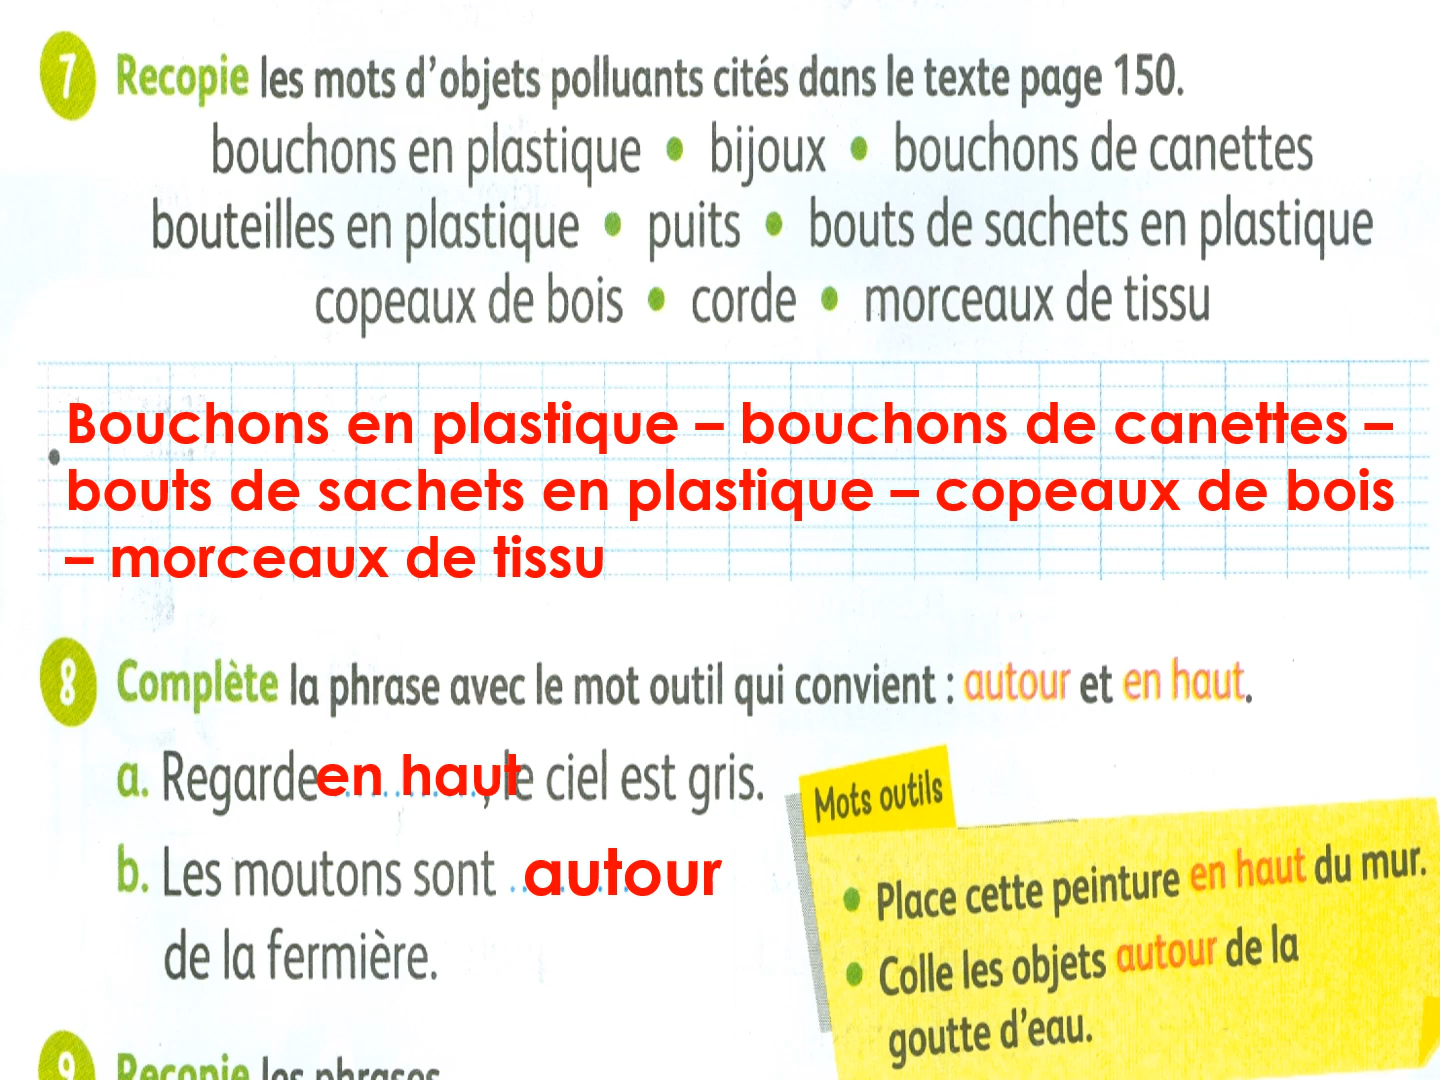 7 Recopie les mots d'objets polluants cités dans le texte page 150.
bouchons en plastique • bijoux • bouchons de canettes
bouteilles en plastique • puits • bouts de sachets en plastique
copeaux de bois • corde • morceaux de tissu
Bouchons en plastique – bouchons de canettes –
bouts de sachets en plastique – copeaux de bois
– morceaux de tissu
8 Complète la phrase avec le mot outil qui convient : autour et en haut.
a. Regarde en haut, le ciel est gris.
b. Les moutons sont autour
de la fermière.
Mots outils
• Place cette peinture en haut du mur.
• Colle les objets autour de la
goutte d'eau.
9 Recopie les phrases